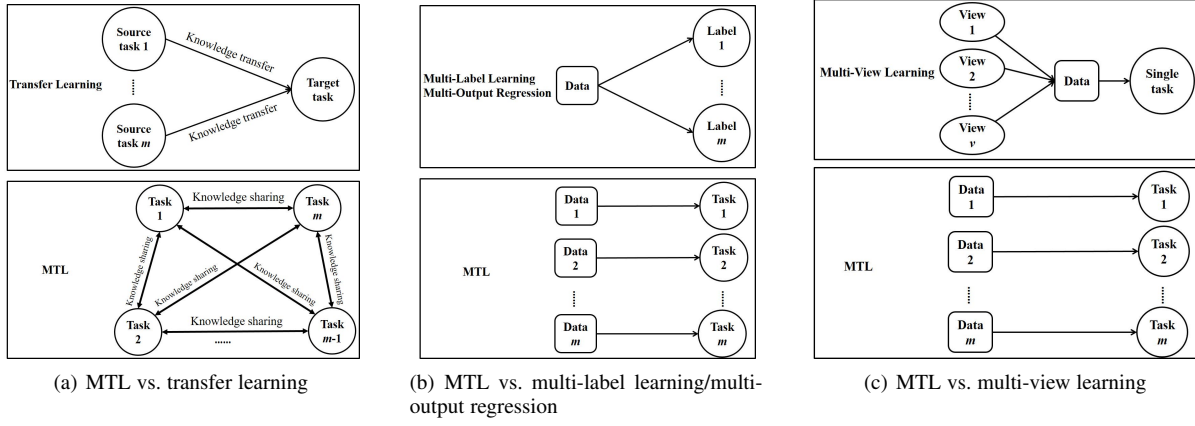 Transfer Learning
Source
task 1
Source
task m
Knowledge transfer
Knowledge transfer
Target
task
MTL
Task
1
Knowledge sharing
Task
m
Knowledge sharing
Knowledge sharing
Knowledge sharing
Knowledge sharing
Task
2
Knowledge sharing
......
Task
m-1
(a) MTL vs. transfer learning
Multi-Label Learning
Multi-Output Regression
Data
Label
1
Label
m
MTL
Data
1
Task
1
Data
2
Task
2
Data
m
Task
m
(b) MTL vs. multi-label learning/multi-
output regression
Multi-View Learning
View
1
View
2
View
v
Data
Single
task
MTL
Data
1
Task
1
Data
2
Task
2
Data
m
Task
m
(c) MTL vs. multi-view learning